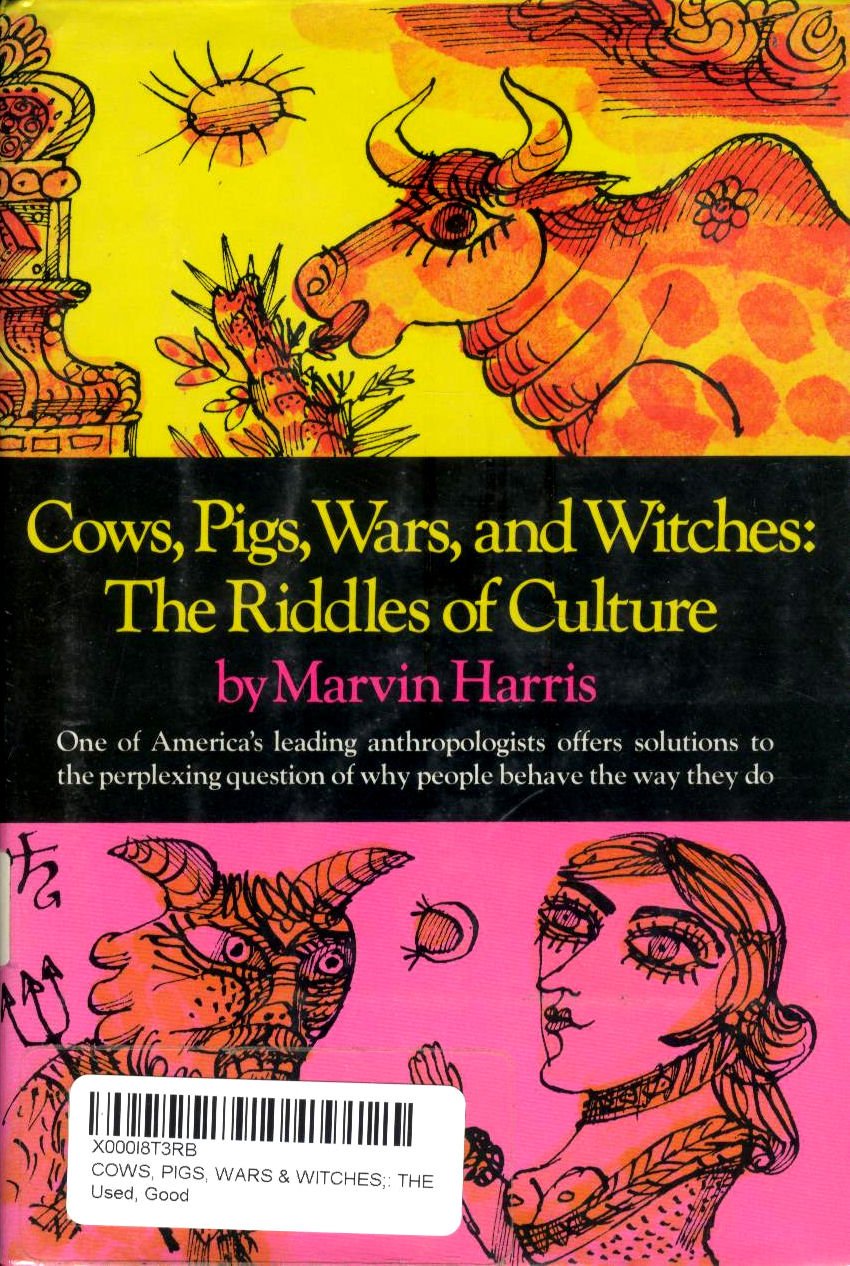 Cows, Pigs, Wars, and Witches:
The Riddles of Culture
by Marvin Harris
One of America's leading anthropologists offers solutions to
the perplexing question of why people behave the way they do
X000I8T3RB
COWS, PIGS, WARS & WITCHES;: THE
Used, Good